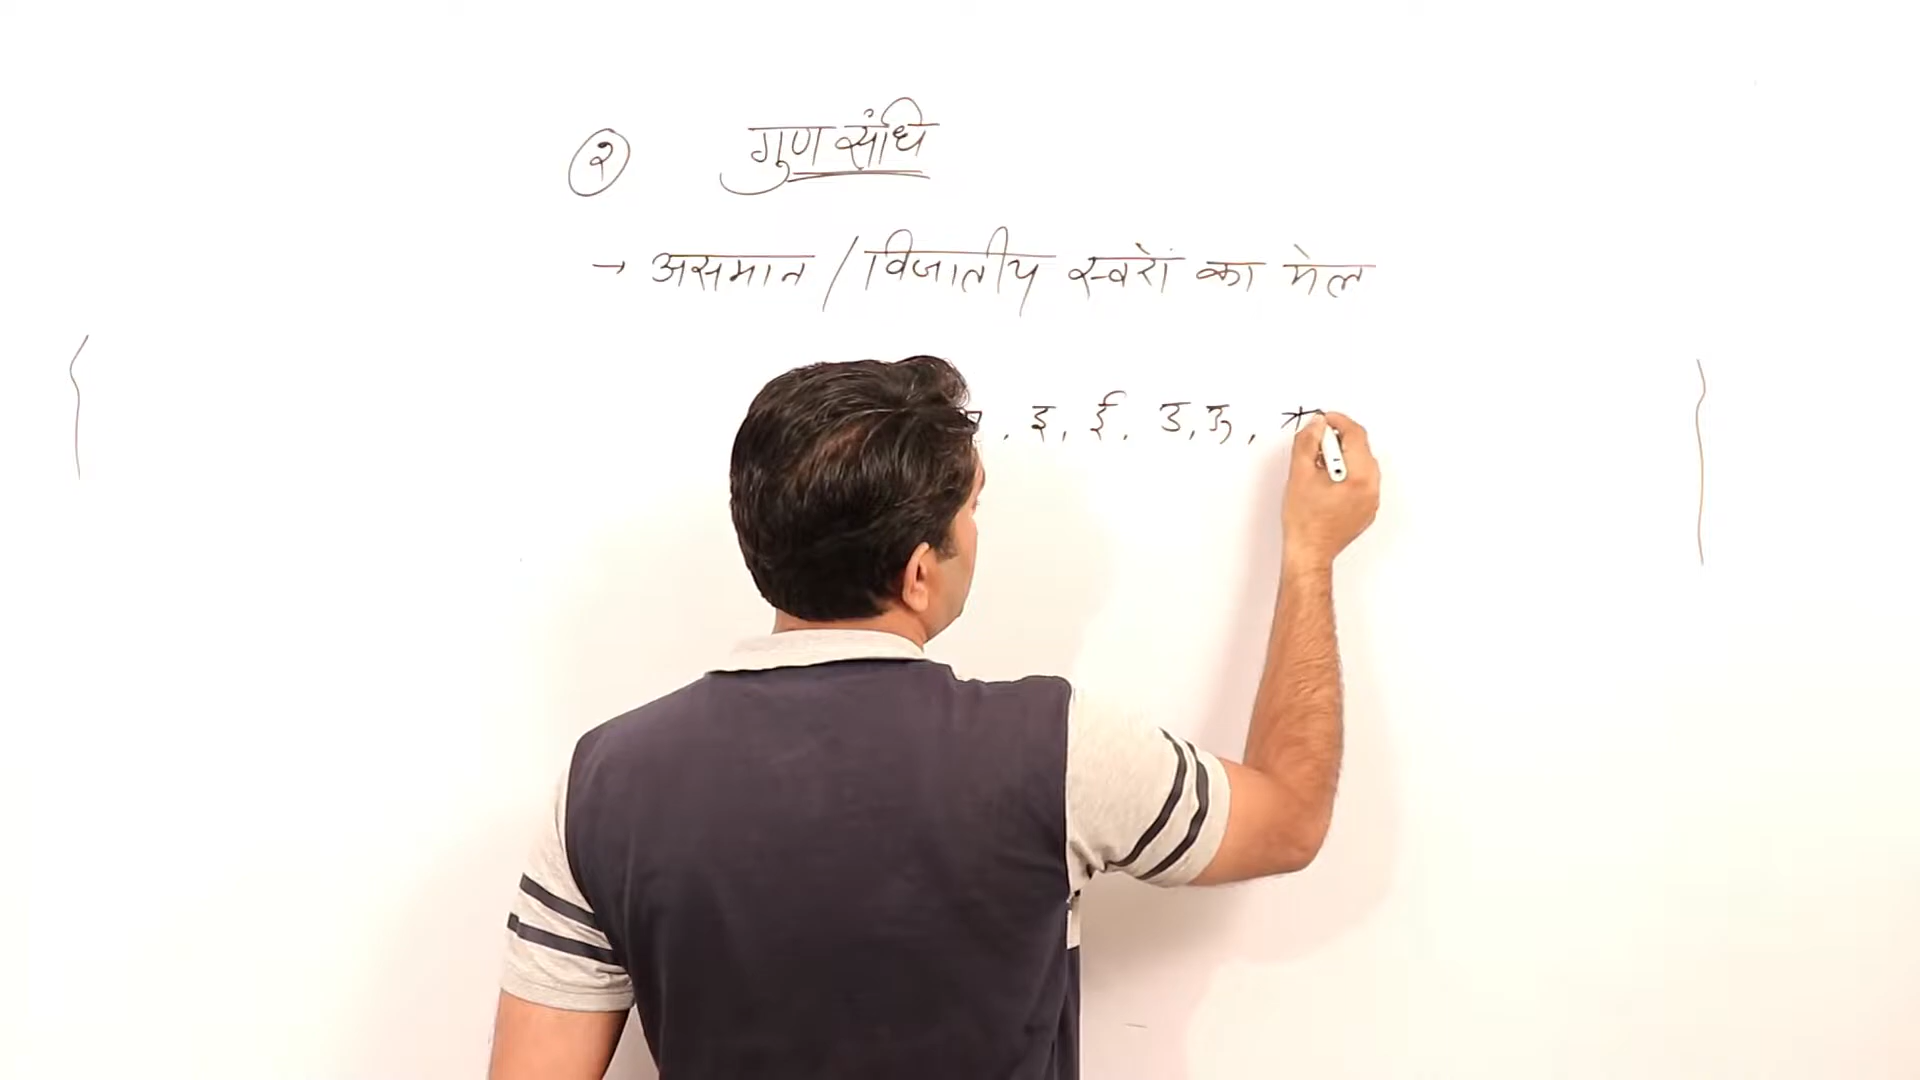 २ गुण संधि
→ असमान / विजातीय स्वरों का मेल
. इ, ई, उ, ऊ,